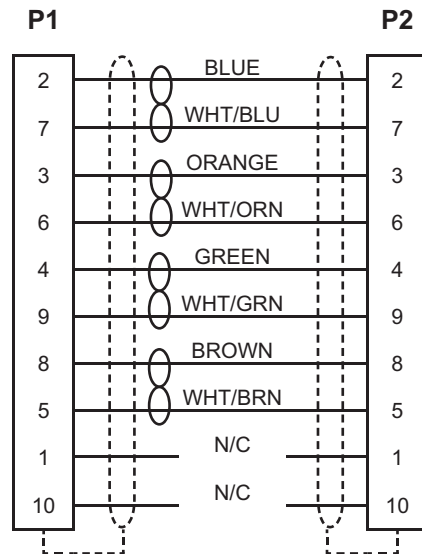 P1 P2
2 BLUE 2
7 WHT/BLU 7
3 ORANGE 3
6 WHT/ORN 6
4 GREEN 4
9 WHT/GRN 9
8 BROWN 8
5 WHT/BRN 5
1 N/C 1
10 N/C 10